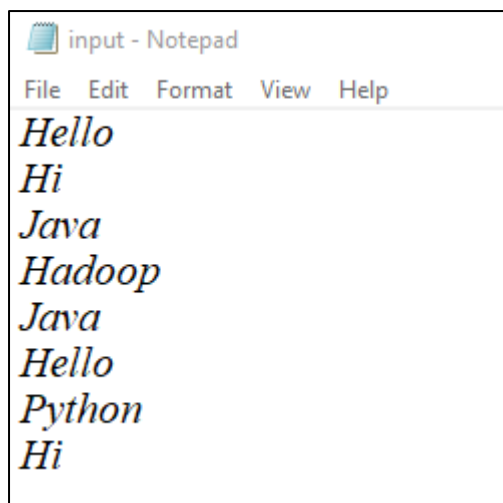 input - Notepad
File Edit Format View Help
Hello
Hi
Java
Hadoop
Java
Hello
Python
Hi